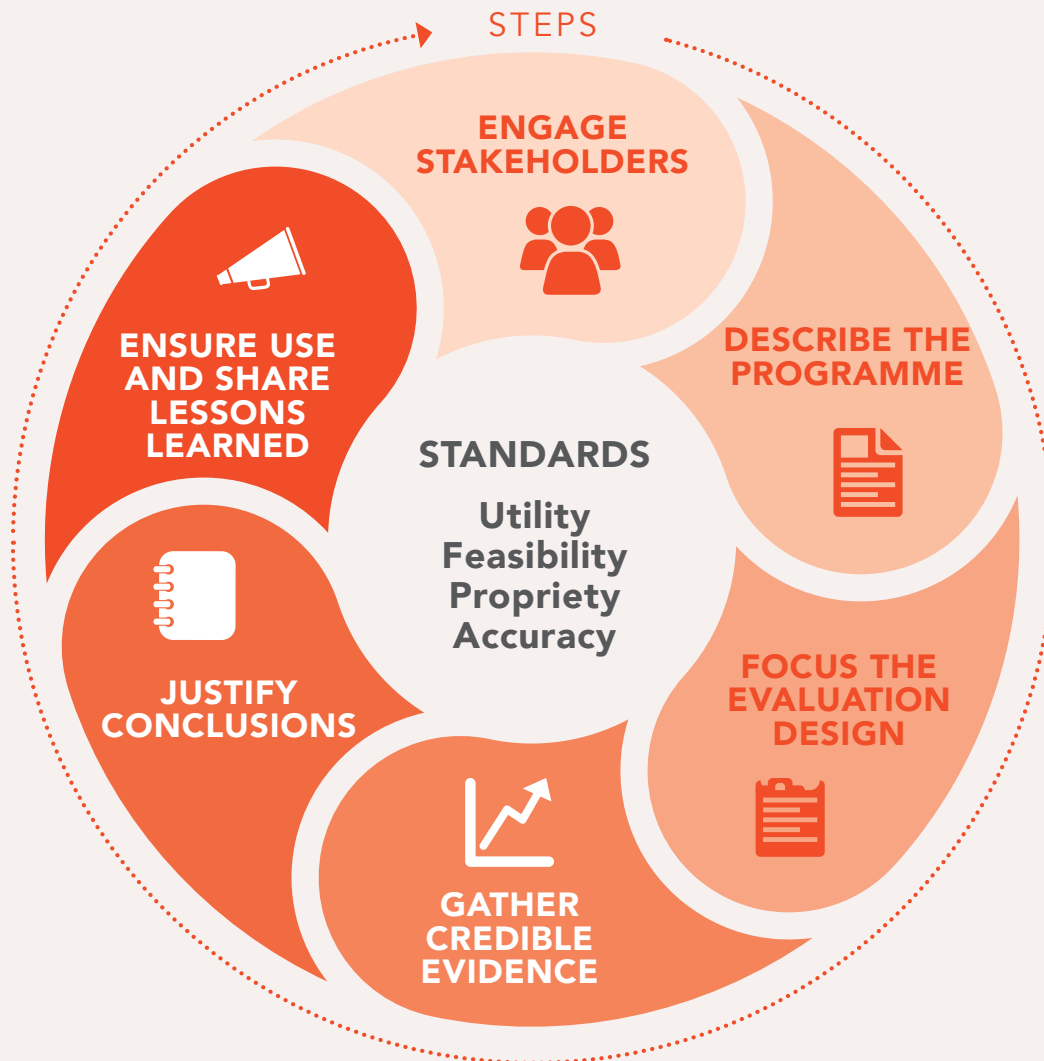 STEPS
ENGAGE
STAKEHOLDERS
DESCRIBE THE
PROGRAMME
FOCUS THE
EVALUATION
DESIGN
GATHER
CREDIBLE
EVIDENCE
JUSTIFY
CONCLUSIONS
ENSURE USE
AND SHARE
LESSONS
LEARNED
STANDARDS
Utility
Feasibility
Propriety
Accuracy